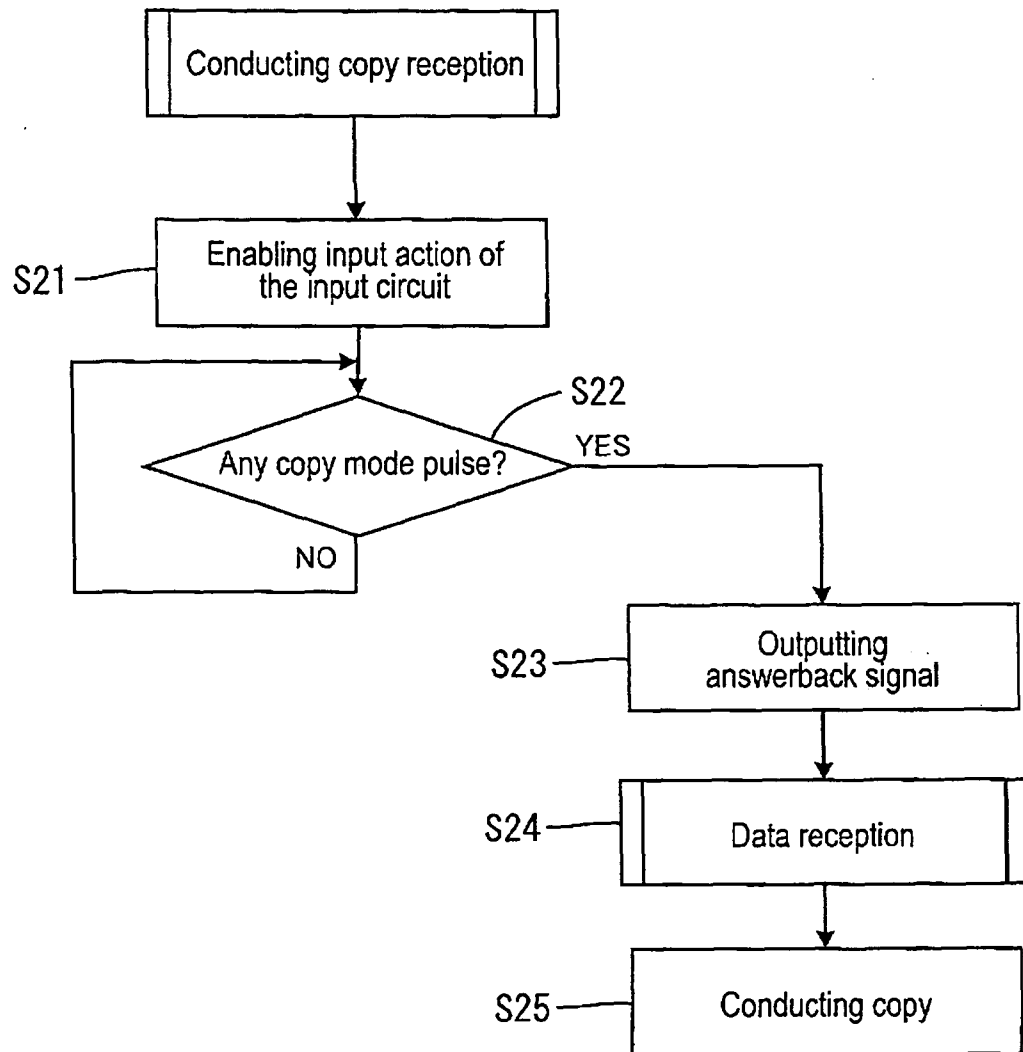 Conducting copy reception
S21
Enabling input action of
the input circuit
S22
Any copy mode pulse?
YES
NO
S23
Outputting
answerback signal
S24
Data reception
S25
Conducting copy